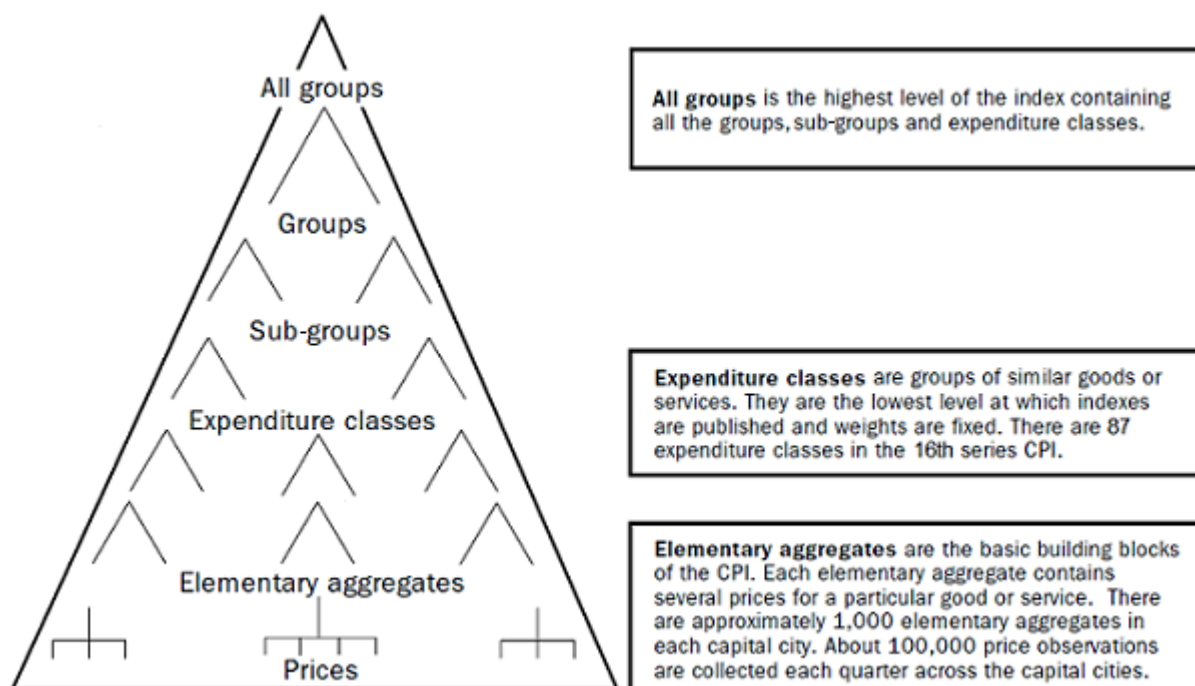 All groups
Groups
Sub-groups
Expenditure classes
Elementary aggregates
Prices
All groups is the highest level of the index containing
all the groups, sub-groups and expenditure classes.
Expenditure classes are groups of similar goods or
services. They are the lowest level at which indexes
are published and weights are fixed. There are 87
expenditure classes in the 16th series CPI.
Elementary aggregates are the basic building blocks
of the CPI. Each elementary aggregate contains
several prices for a particular good or service. There
are approximately 1,000 elementary aggregates in
each capital city. About 100,000 price observations
are collected each quarter across the capital cities.